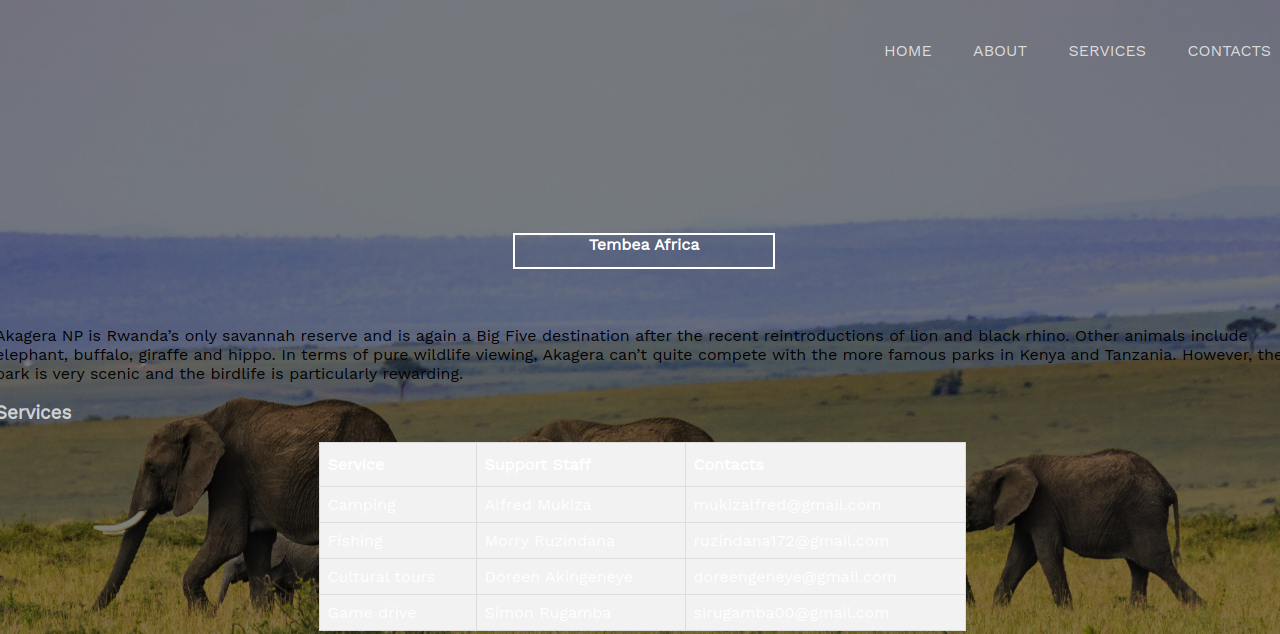 HOME ABOUT SERVICES CONTACTS
Tembea Africa
Akagera NP is Rwanda’s only savannah reserve and is again a Big Five destination after the recent reintroductions of lion and black rhino. Other animals include
elephant, buffalo, giraffe and hippo. In terms of pure wildlife viewing, Akagera can’t quite compete with the more famous parks in Kenya and Tanzania. However, the
park is very scenic and the birdlife is particularly rewarding.
Services
Service Support Staff Contacts
Camping Alfred Mukiza mukizalfred@gmail.com
Fishing Morry Ruzindana ruzindana172@gmail.com
Cultural tours Doreen Akingeneye doreengeneye@gmail.com
Game drive Simon Rugamba sirugamba00@gmail.com